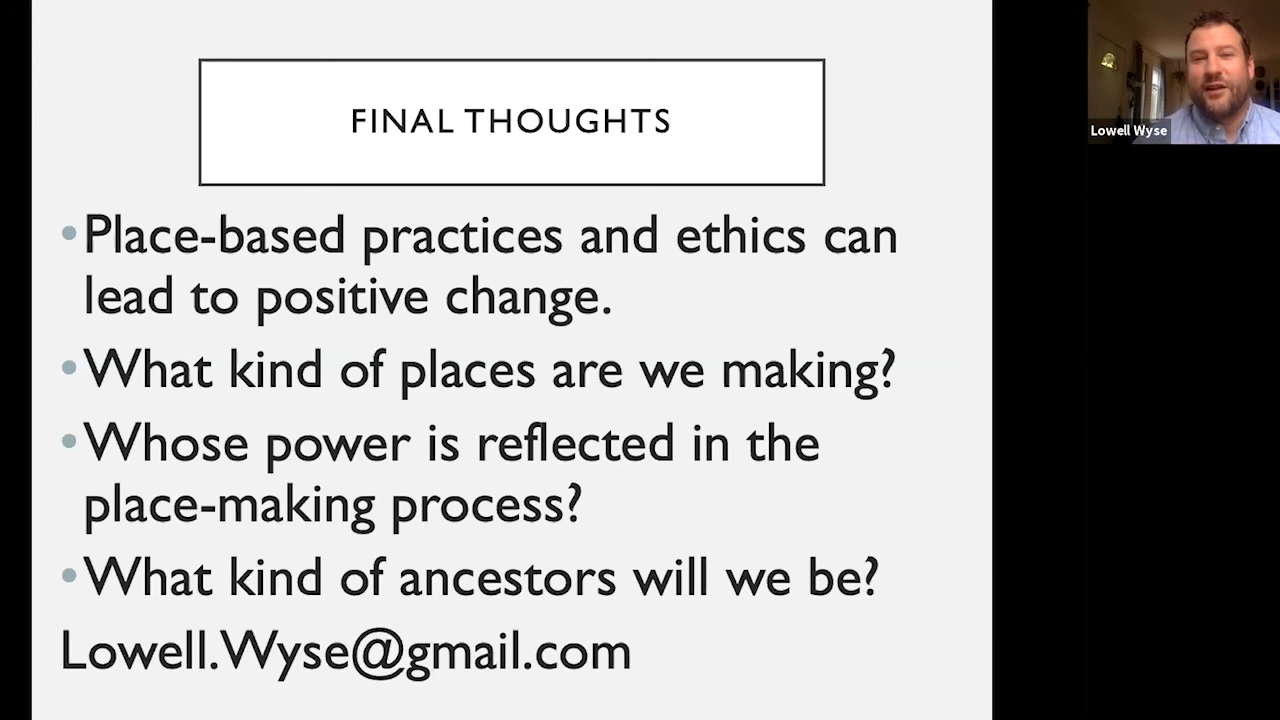 FINAL THOUGHTS
• Place-based practices and ethics can
lead to positive change.
• What kind of places are we making?
• Whose power is reflected in the
place-making process?
• What kind of ancestors will we be?
Lowell.Wyse@gmail.com
Lowell Wyse